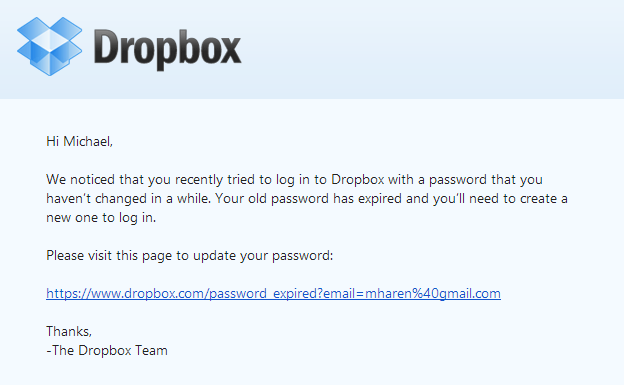 Dropbox
Hi Michael,
We noticed that you recently tried to log in to Dropbox with a password that you
haven't changed in a while. Your old password has expired and you'll need to create a
new one to log in.
Please visit this page to update your password:
https://www.dropbox.com/password_expired?email=mharen%40gmail.com
Thanks,
-The Dropbox Team